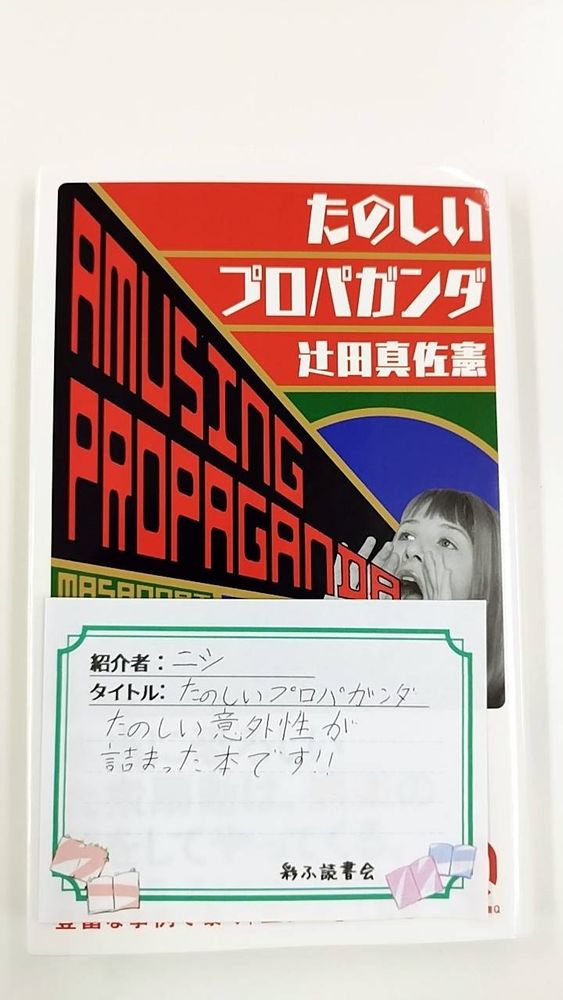 たのしい
プロパガンダ
辻田真佐憲
AMUSING
PROPAGANDA
紹介者：ニシ
タイトル：たのしいプロパガンダ
たのしい意外性が
詰まった本です!!
彩ふ読書会